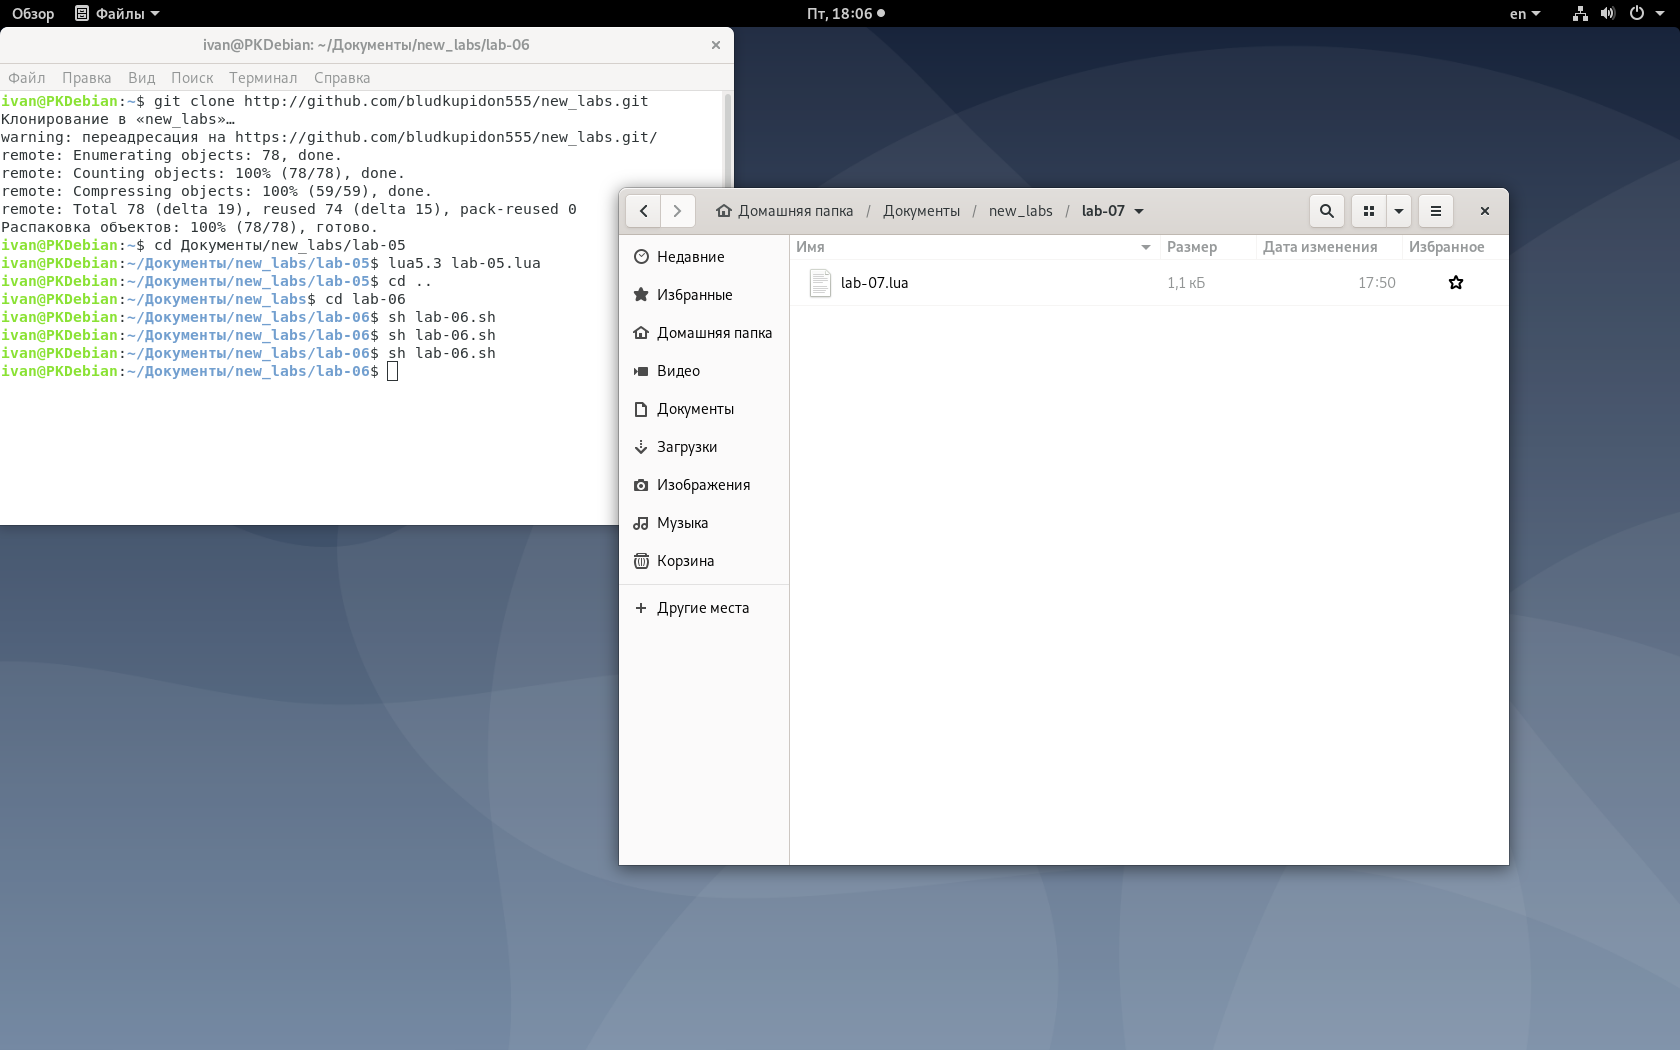 Обзор Файлы Пт, 18:06 en
ivan@PKDebian: ~/Документы/new_labs/lab-06
Файл Правка Вид Поиск Терминал Справка
ivan@PKDebian:~$ git clone http://github.com/bludkupidon555/new_labs.git
Клонирование в «new_labs»…
warning: переадресация на https://github.com/bludkupidon555/new_labs.git/
remote: Enumerating objects: 78, done.
remote: Counting objects: 100% (78/78), done.
remote: Compressing objects: 100% (59/59), done.
remote: Total 78 (delta 19), reused 74 (delta 15), pack-reused 0
Распаковка объектов: 100% (78/78), готово.
ivan@PKDebian:~$ cd Документы/new_labs/lab-05
ivan@PKDebian:~/Документы/new_labs/lab-05$ lua5.3 lab-05.lua
ivan@PKDebian:~/Документы/new_labs/lab-05$ cd ..
ivan@PKDebian:~/Документы/new_labs$ cd lab-06
ivan@PKDebian:~/Документы/new_labs/lab-06$ sh lab-06.sh
ivan@PKDebian:~/Документы/new_labs/lab-06$ sh lab-06.sh
ivan@PKDebian:~/Документы/new_labs/lab-06$ sh lab-06.sh
ivan@PKDebian:~/Документы/new_labs/lab-06$
Домашняя папка / Документы / new_labs / lab-07
Недавние
Избранные
Домашняя папка
Видео
Документы
Загрузки
Изображения
Музыка
Корзина
Другие места
Имя Размер Дата изменения Избранное
lab-07.lua 1,1 кБ 17:50